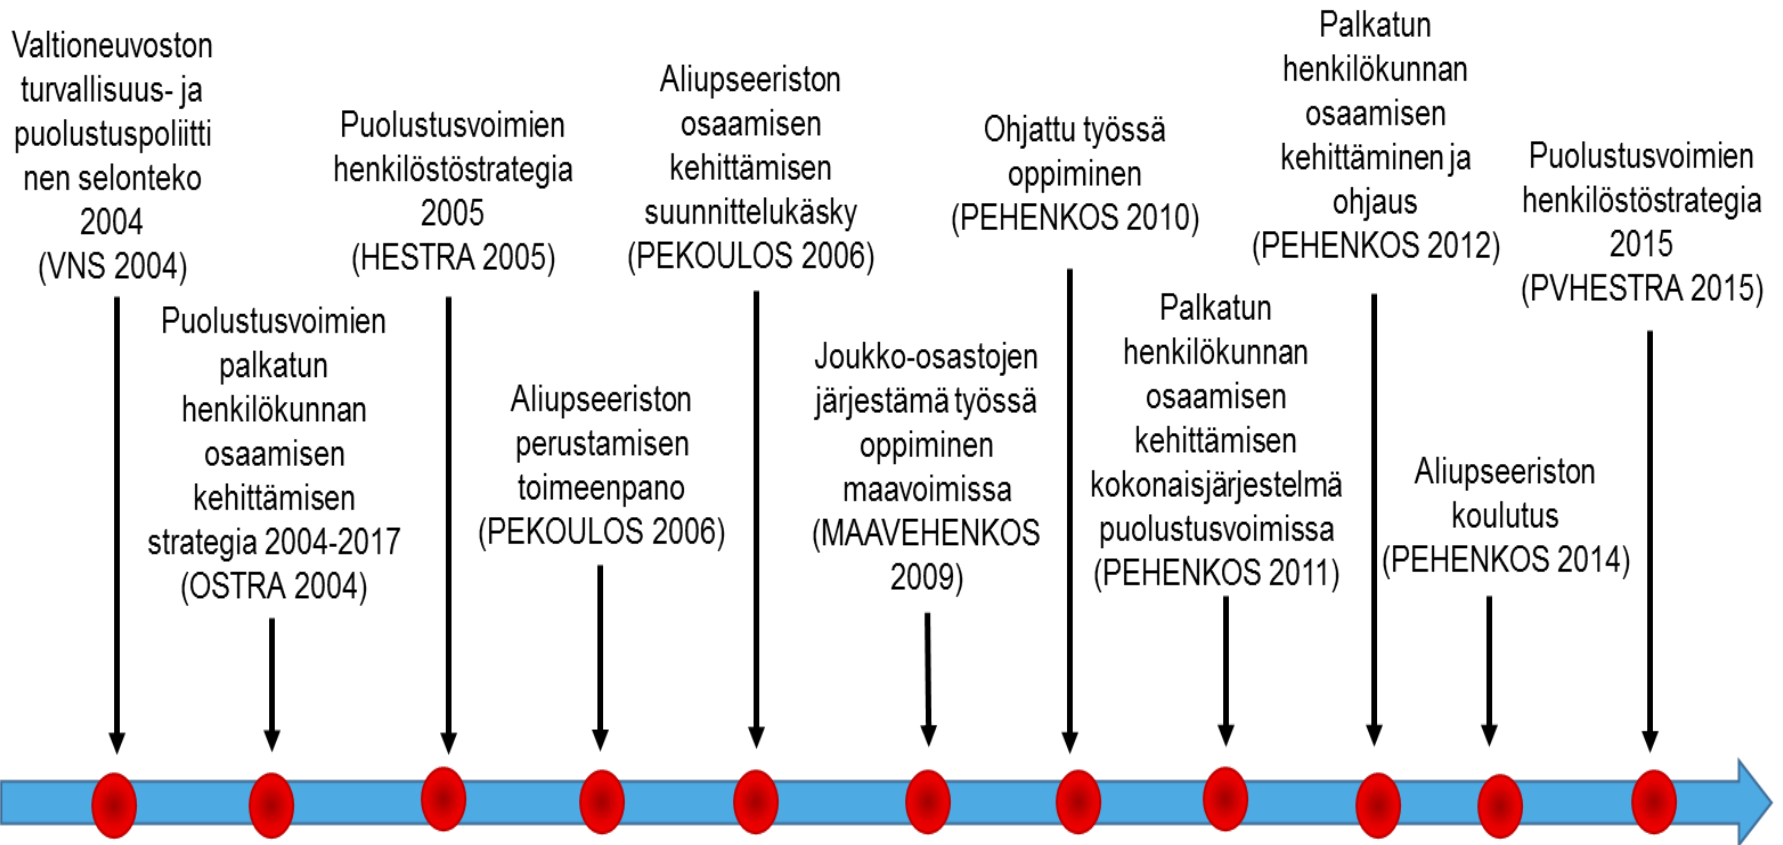 Valtioneuvoston
turvallisuus- ja
puolustuspoliitti
nen selonteko
2004
(VNS 2004)
Puolustusvoimien
palkatun
henkilökunnan
osaamisen
kehittämisen
strategia 2004-2017
(OSTRA 2004)
Puolustusvoimien
henkilöstöstrategia
2005
(HESTRA 2005)
Aliupseeriston
perustamisen
toimeenpano
(PEKOULOS 2006)
Aliupseeriston
osaamisen
kehittämisen
suunnittelukäsky
(PEKOULOS 2006)
Joukko-osastojen
järjestämä työssä
oppiminen
maavoimissa
(MAAVEHENKOS
2009)
Ohjattu työssä
oppiminen
(PEHENKOS 2010)
Palkatun
henkilökunnan
osaamisen
kehittämisen
kokonaisjärjestelmä
puolustusvoimissa
(PEHENKOS 2011)
Palkatun
henkilökunnan
osaamisen
kehittäminen ja
ohjaus
(PEHENKOS 2012)
Aliupseeriston
koulutus
(PEHENKOS 2014)
Puolustusvoimien
henkilöstöstrategia
2015
(PVHESTRA 2015)